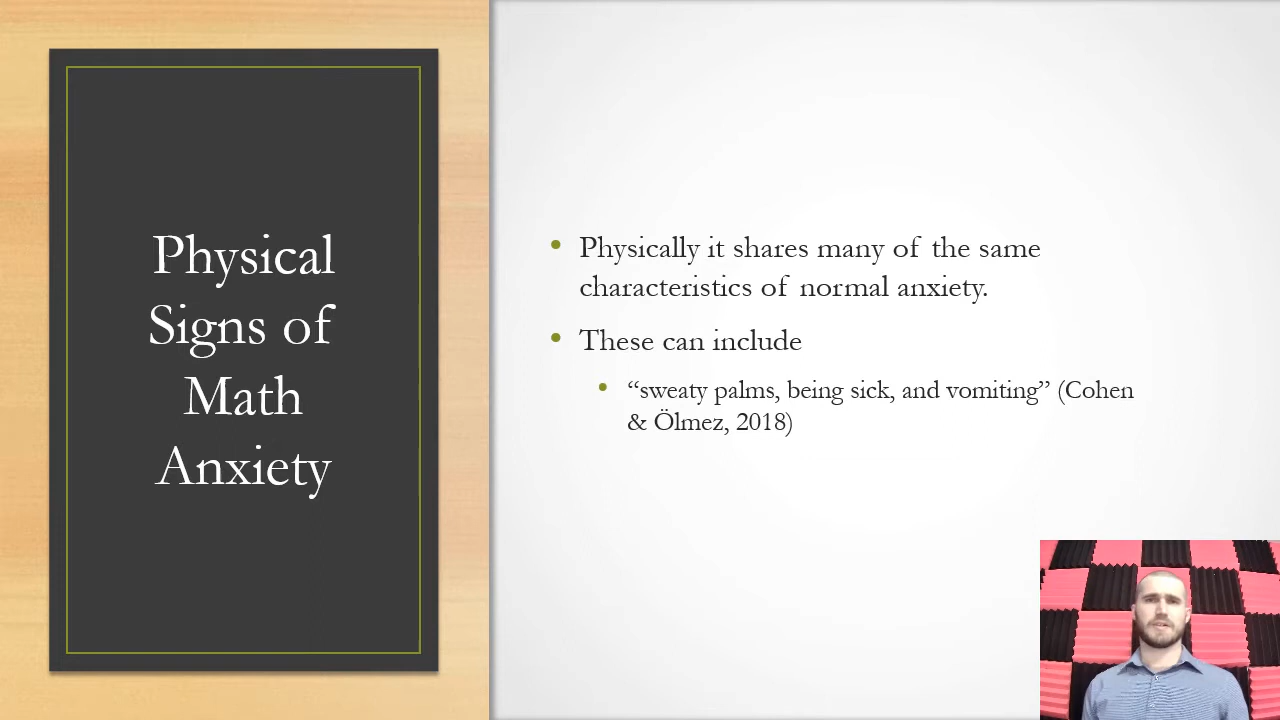 Physical
Signs of
Math
Anxiety
• Physically it shares many of the same
characteristics of normal anxiety.
• These can include
• “sweaty palms, being sick, and vomiting” (Cohen
& Ölmez, 2018)